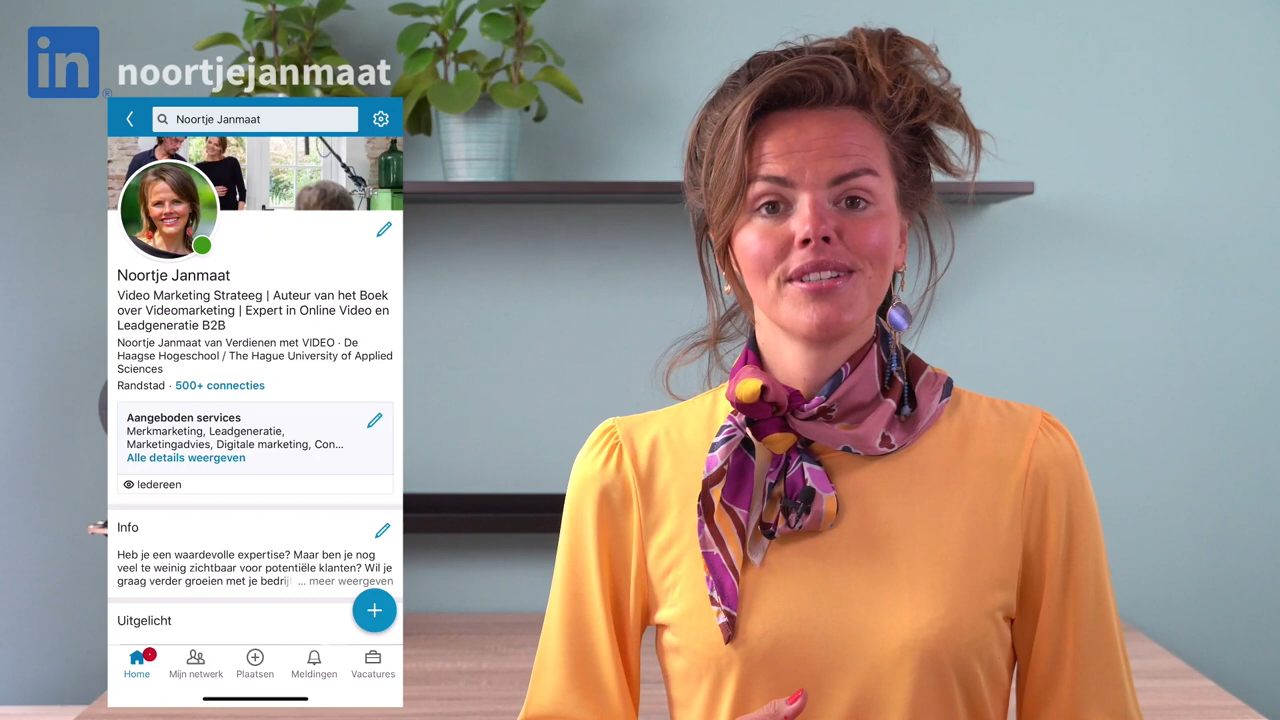 in®
noortjejanmaat
Noortje Janmaat
Noortje Janmaat
Video Marketing Strateeg | Auteur van het Boek
over Videomarketing | Expert in Online Video en
Leadgeneratie B2B
Noortje Janmaat van Verdienen met VIDEO · De
Haagse Hogeschool / The Hague University of Applied
Sciences
Randstad · 500+ connecties
Aangeboden services
Merkmarketing, Leadgeneratie,
Marketingadvies, Digitale marketing, Con...
Alle details weergeven
Iedereen
Info
Heb je een waardevolle expertise? Maar ben je nog
veel te weinig zichtbaar voor potentiële klanten? Wil je
graag verder groeien met je bedrij ... meer weergeven
Uitgelicht
Home Mijn netwerk Plaatsen Meldingen Vacatures